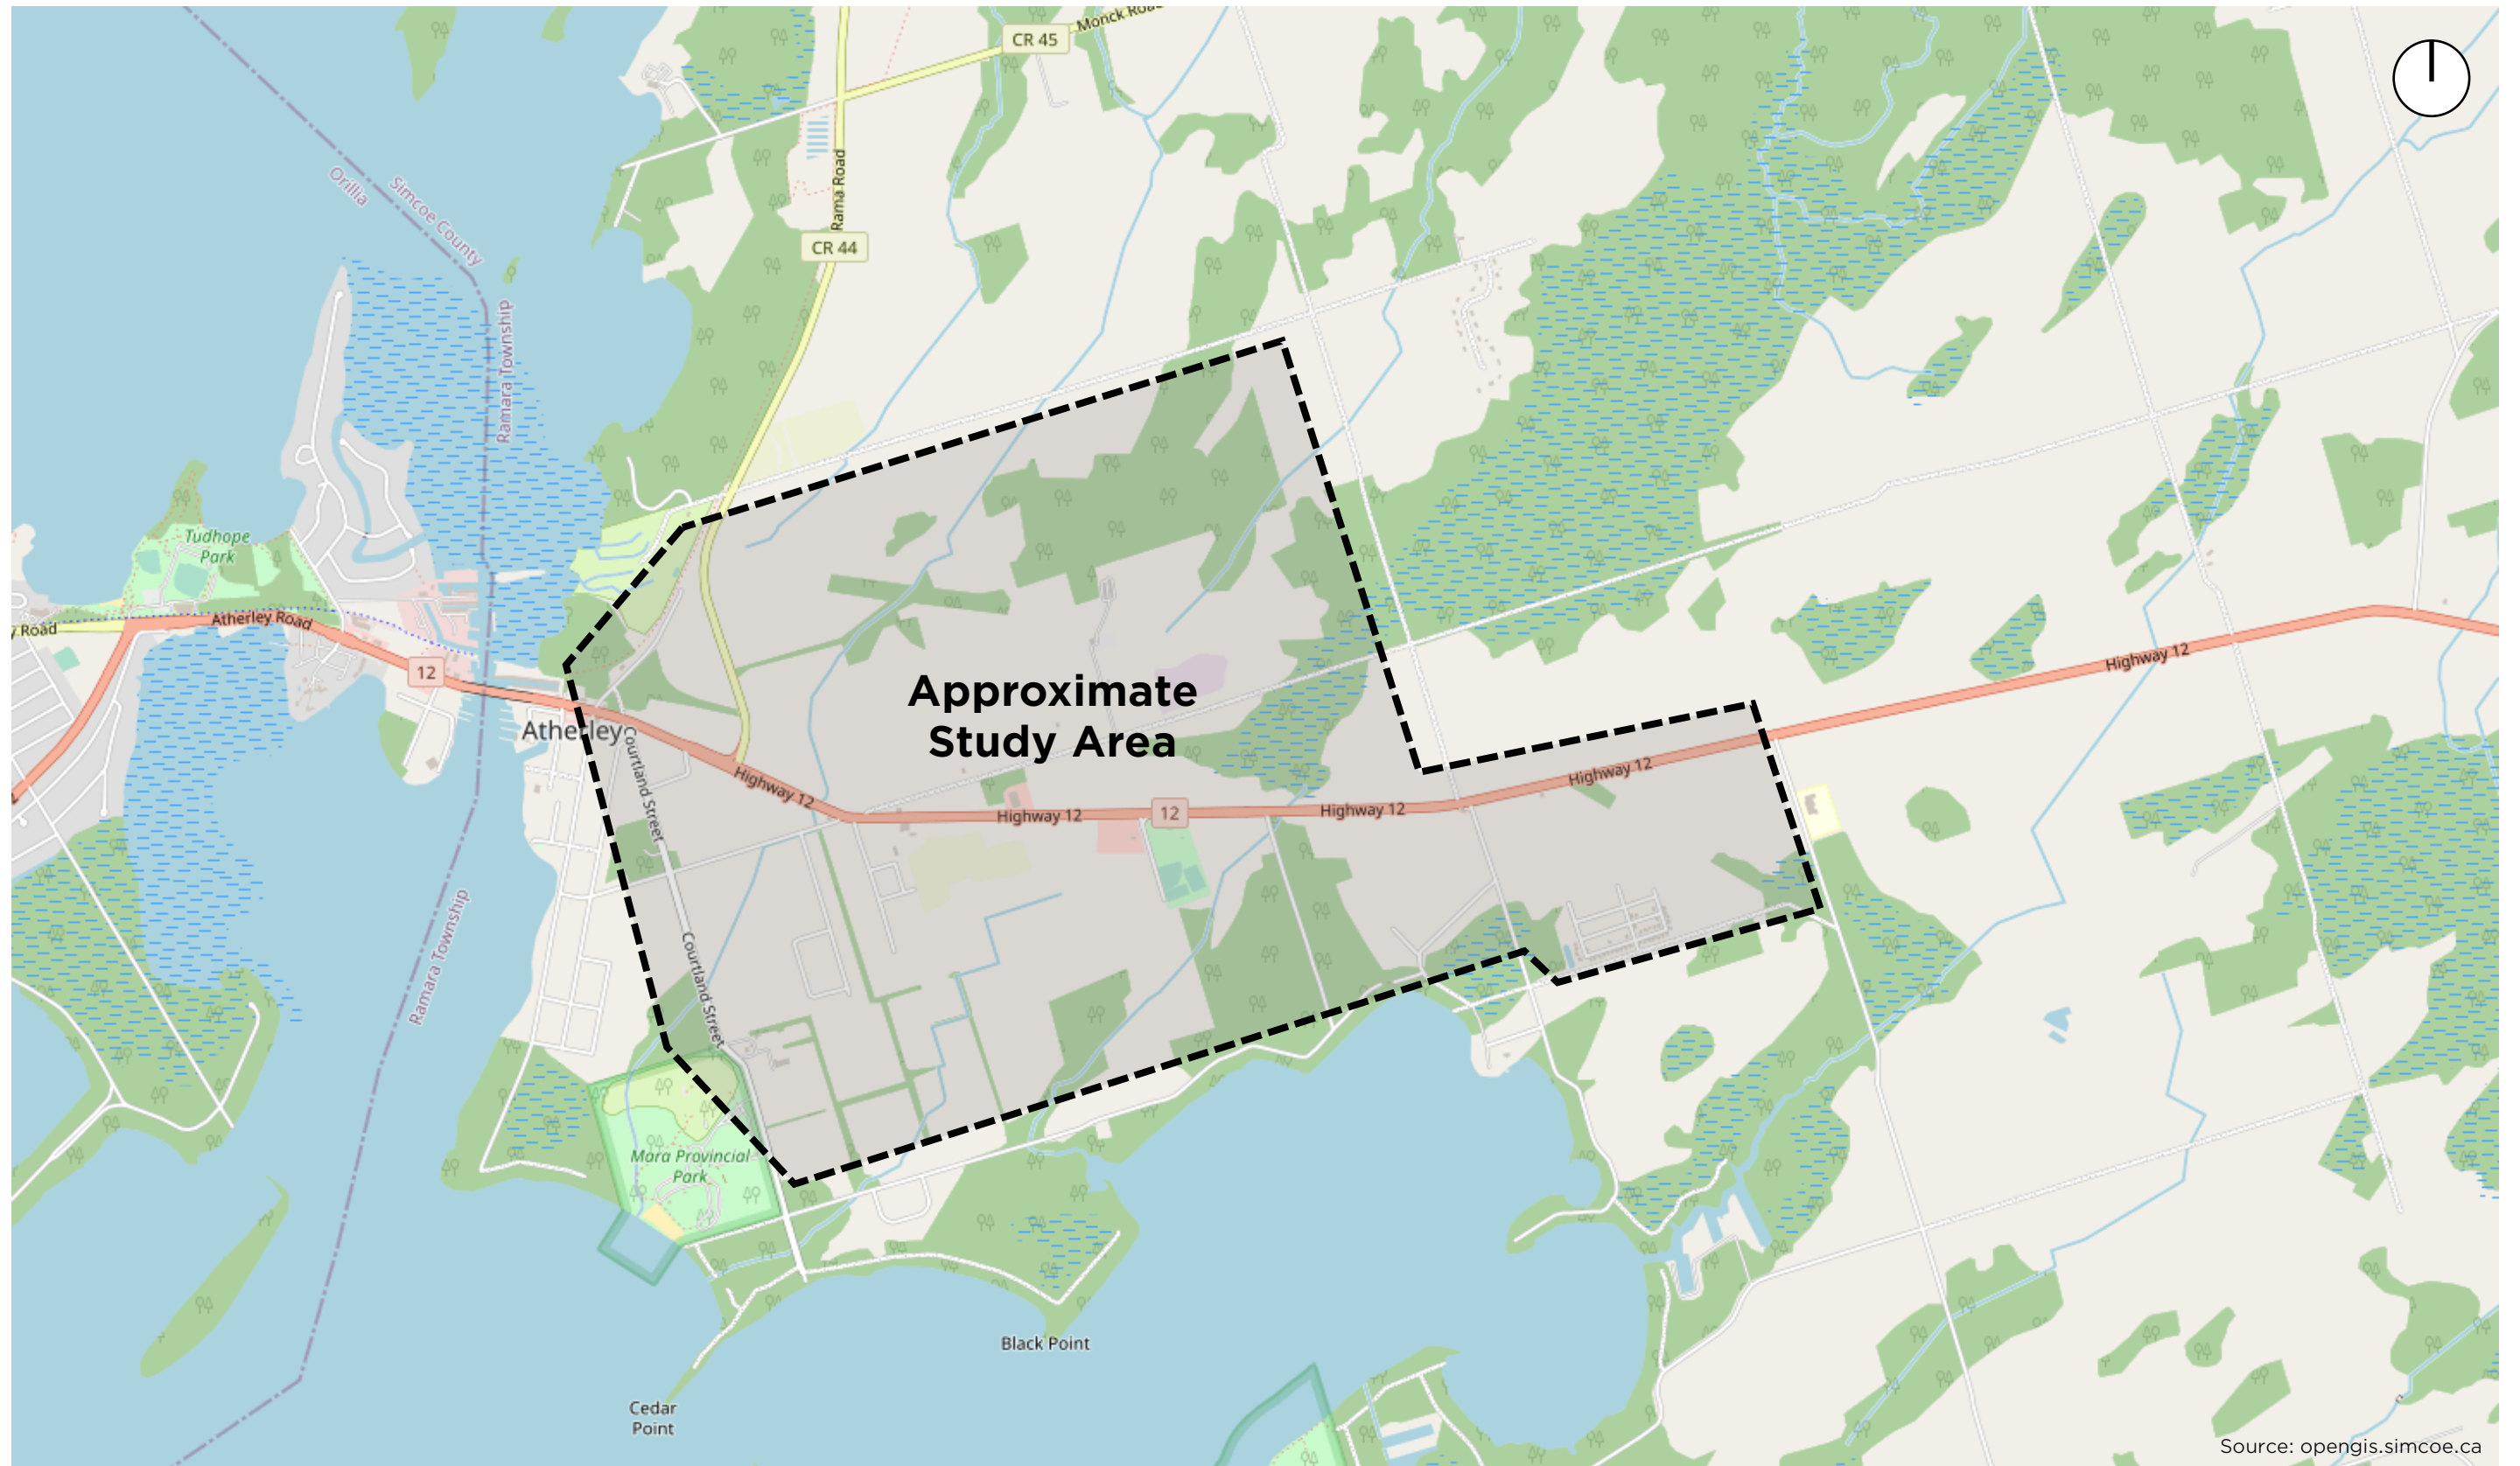 CR 45
Monck Road
Rama Road
CR 44
Orilla
Simcoe County
Ramara Township
Tudhope
Park
Atherley Road
y Road
12
Atherley
Courtland Street
Highway 12
Approximate
Study Area
Highway 12
12
Highway 12
Highway 12
Highway 12
Ramara Township
Courtland Street
Mara Provincial
Park
Black Point
Cedar
Point
Source: opengis.simcoe.ca